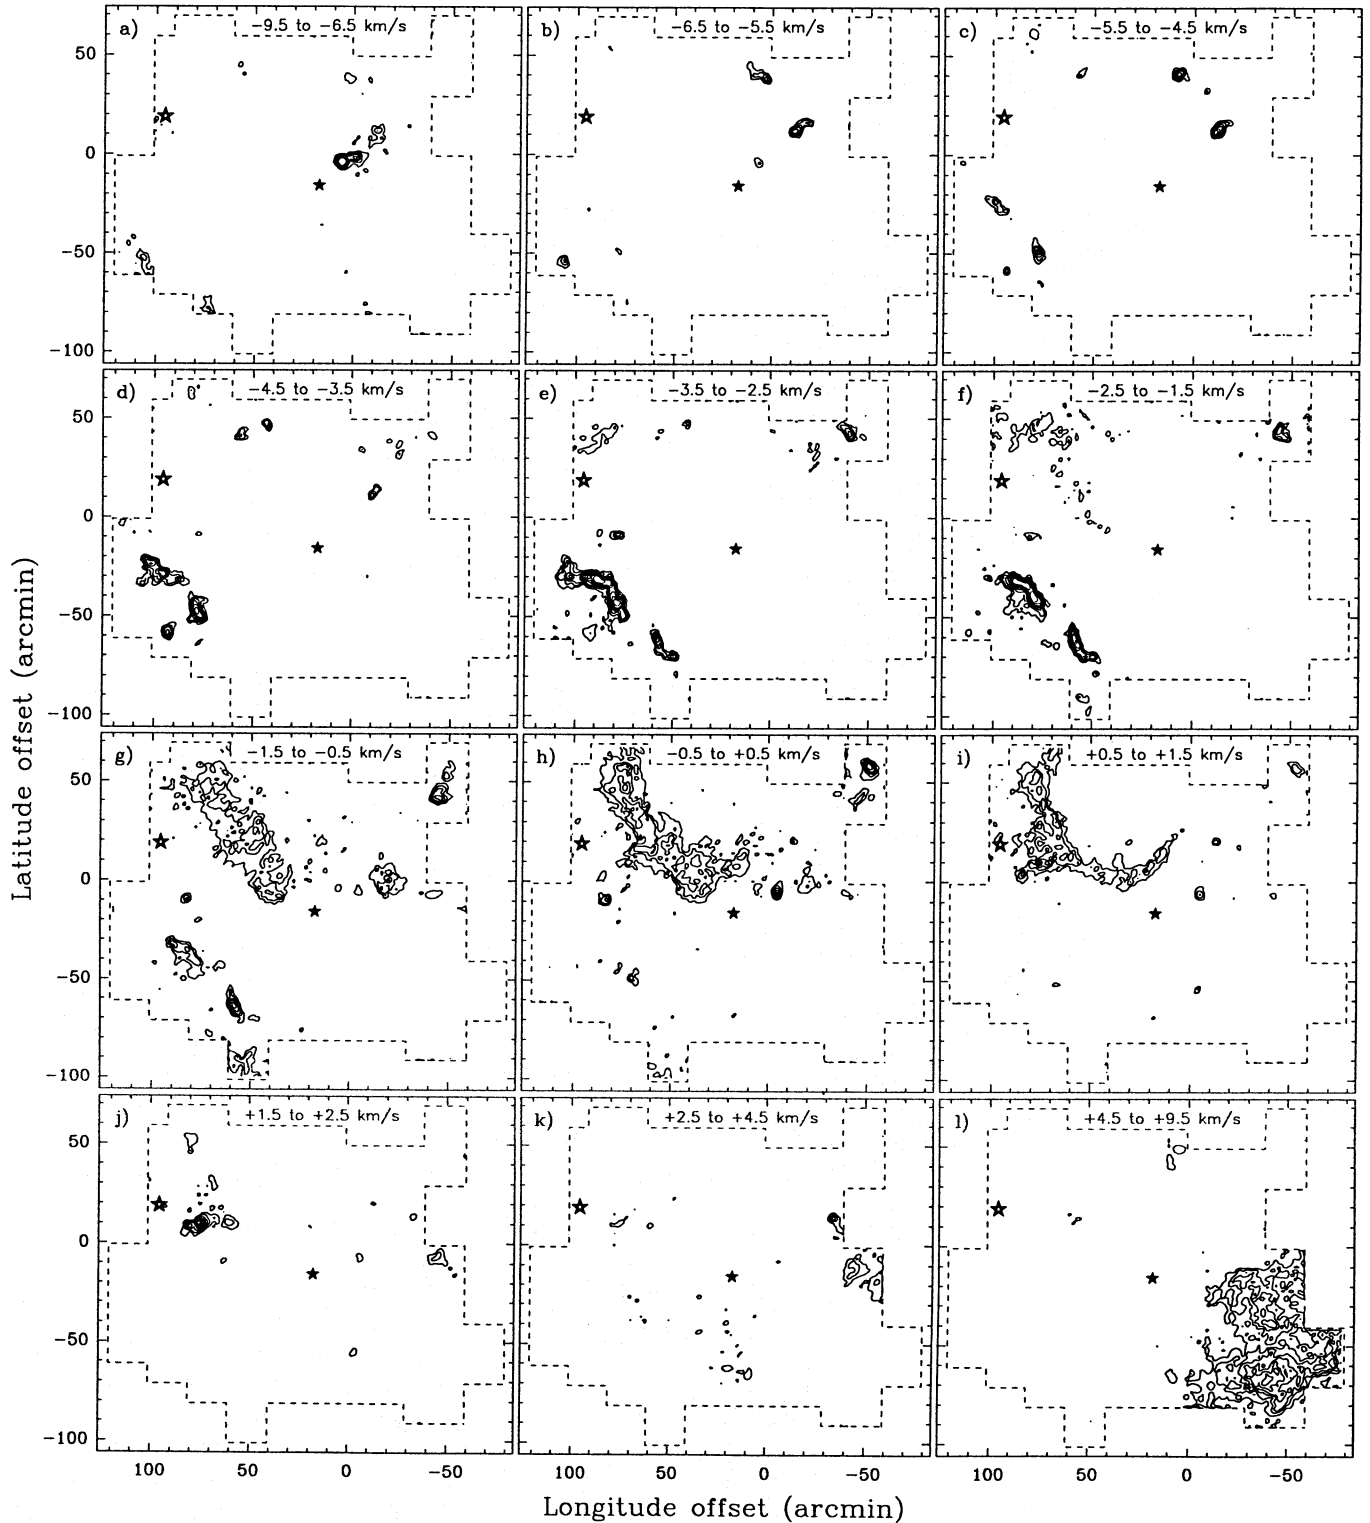 a) −9.5 to −6.5 km/s
b) −6.5 to −5.5 km/s
c) −5.5 to −4.5 km/s
50
0
−50
−100
d) −4.5 to −3.5 km/s
e) −3.5 to −2.5 km/s
f) −2.5 to −1.5 km/s
50
0
−50
−100
Latitude offset (arcmin)
g) −1.5 to −0.5 km/s
h) −0.5 to +0.5 km/s
i) +0.5 to +1.5 km/s
50
0
−50
−100
j) +1.5 to +2.5 km/s
k) +2.5 to +4.5 km/s
l) +4.5 to +9.5 km/s
50
0
−50
−100
100 50 0 −50
100 50 0 −50
100 50 0 −50
Longitude offset (arcmin)